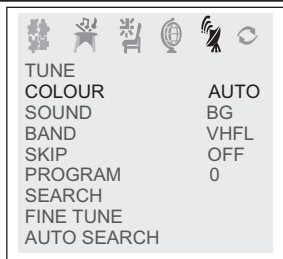 TUNE
COLOUR AUTO
SOUND BG
BAND VHFL
SKIP OFF
PROGRAM 0
SEARCH
FINE TUNE
AUTO SEARCH